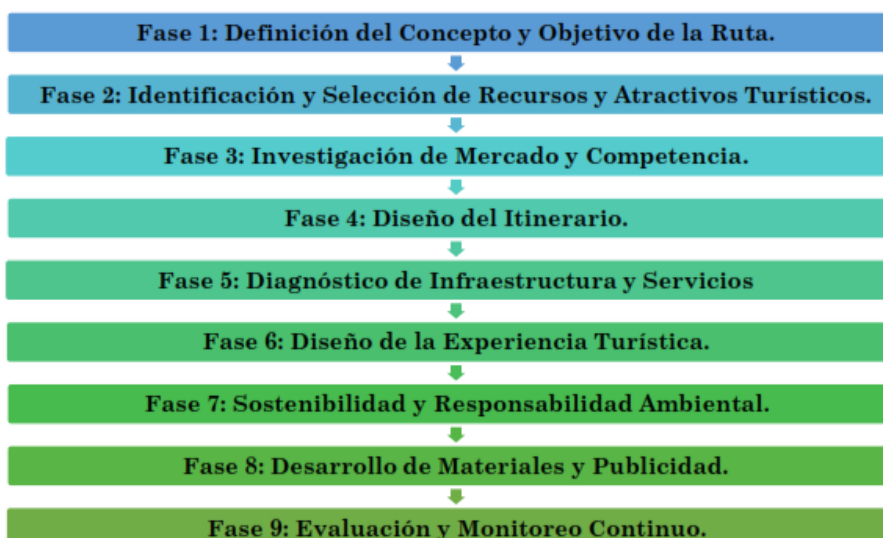 Fase 1: Definición del Concepto y Objetivo de la Ruta.
Fase 2: Identificación y Selección de Recursos y Atractivos Turísticos.
Fase 3: Investigación de Mercado y Competencia.
Fase 4: Diseño del Itinerario.
Fase 5: Diagnóstico de Infraestructura y Servicios
Fase 6: Diseño de la Experiencia Turística.
Fase 7: Sostenibilidad y Responsabilidad Ambiental.
Fase 8: Desarrollo de Materiales y Publicidad.
Fase 9: Evaluación y Monitoreo Continuo.